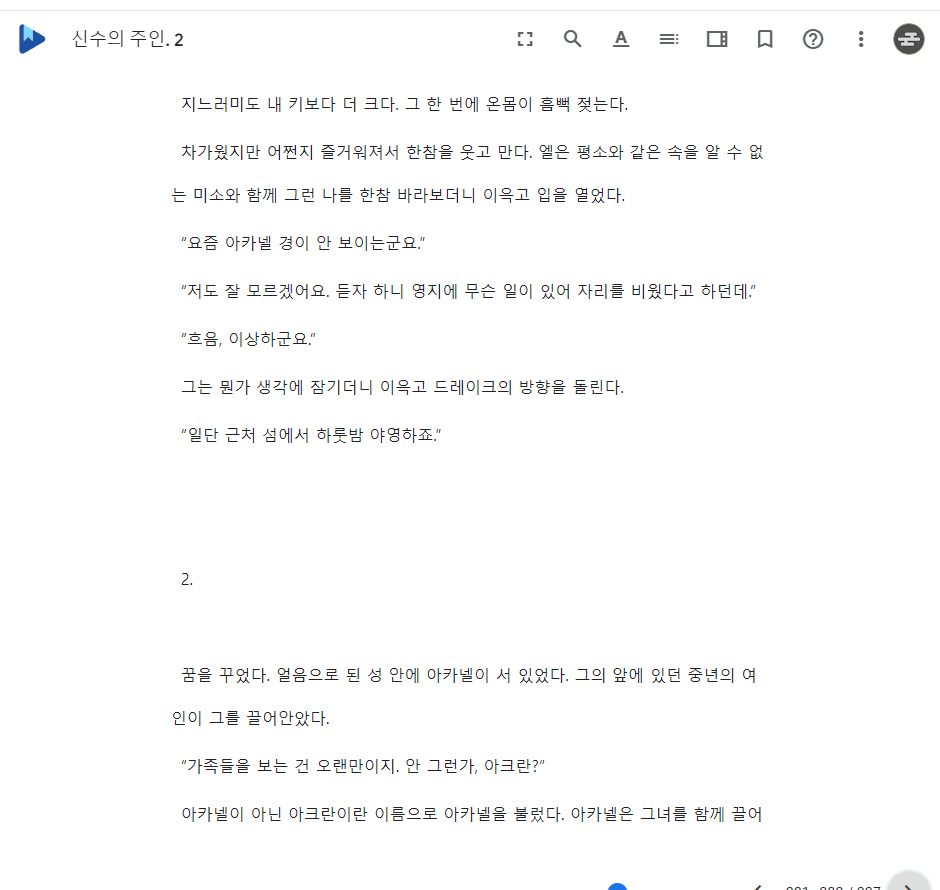 신수의 주인. 2
지느러미도 내 키보다 더 크다. 그 한 번에 온몸이 흠뻑 젖는다.
차가웠지만 어쩐지 즐거워져서 한참을 웃고 만다. 엘은 평소와 같은 속을 알 수 없
는 미소와 함께 그런 나를 한참 바라보더니 이윽고 입을 열었다.
“요즘 아카넬 경이 안 보이는군요.”
“저도 잘 모르겠어요. 듣자 하니 영지에 무슨 일이 있어 자리를 비웠다고 하던데.”
“흐음, 이상하군요.”
그는 뭔가 생각에 잠기더니 이윽고 드레이크의 방향을 돌린다.
“일단 근처 섬에서 하룻밤 야영하죠.”
2.
꿈을 꾸었다. 얼음으로 된 성 안에 아카넬이 서 있었다. 그의 앞에 있던 중년의 여
인이 그를 끌어안았다.
“가족들을 보는 건 오랜만이지. 안 그런가, 아크란?”
아카넬이 아닌 아크란이란 이름으로 아카넬을 불렀다. 아카넬은 그녀를 함께 끌어